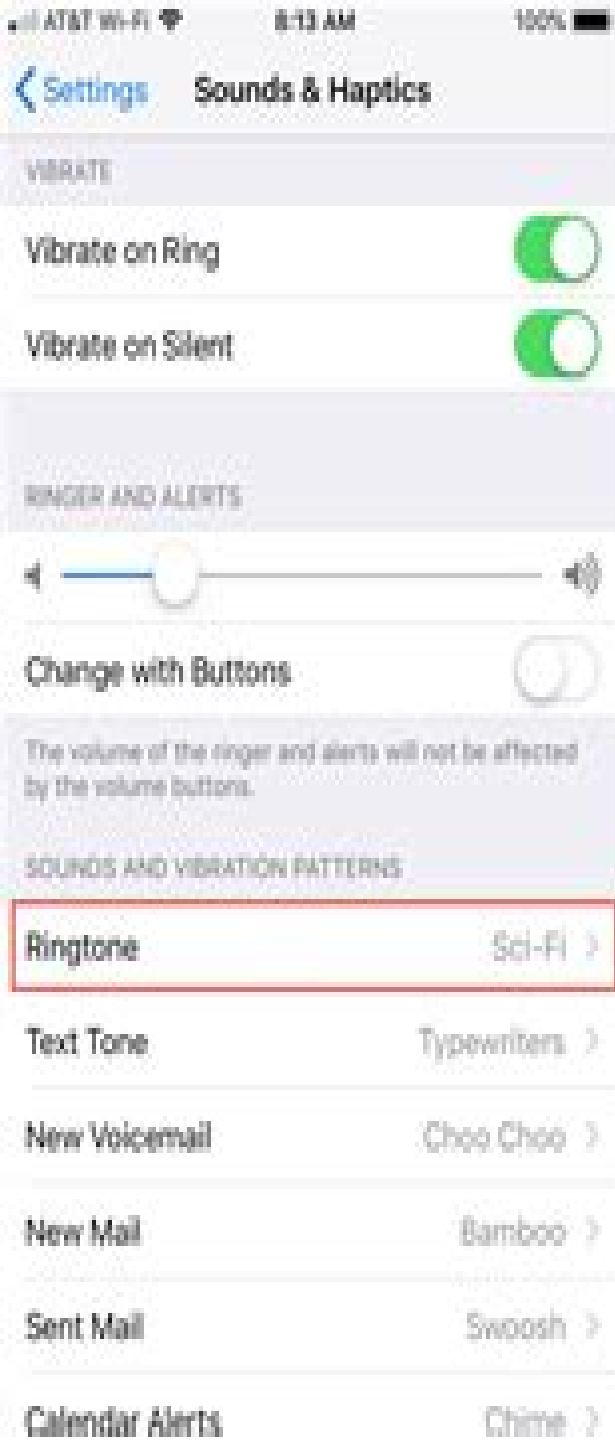 AT&T Wi-Fi 8:13 AM 100%
Settings Sounds & Haptics
VIBRATE
Vibrate on Ring
Vibrate on Silent
RINGER AND ALERTS
Change with Buttons
The volume of the ringer and alerts will not be affected
by the volume buttons.
SOUNDS AND VIBRATION PATTERNS
Ringtone Sci-Fi
Text Tone Typewriters
New Voicemail Choo Choo
New Mail Bamboo
Sent Mail Swoosh
Calendar Alerts Chime